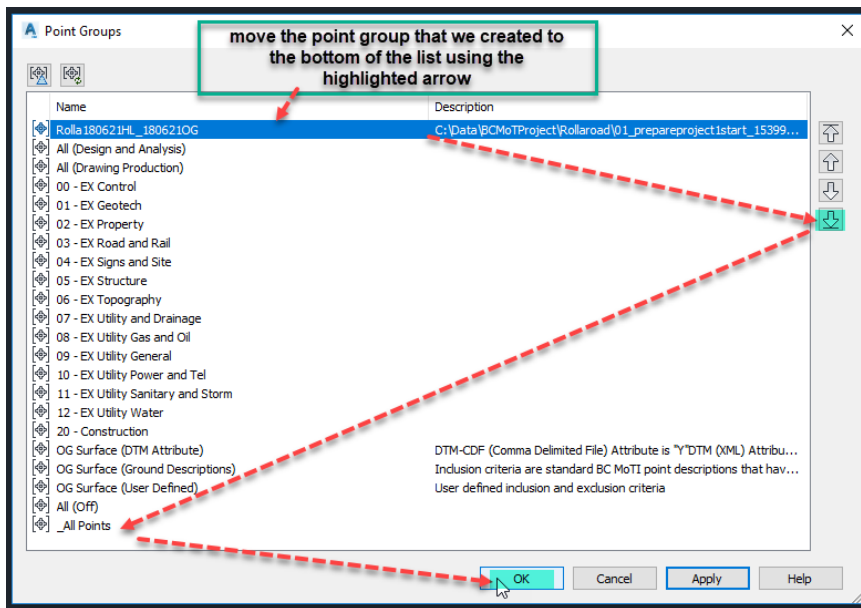 Point Groups
move the point group that we created to
the bottom of the list using the
highlighted arrow
Name Description
Rolla180621HL_180621OG C:\Data\BCMoTProject\Rollaroad\01_prepareproject1start_15399...
All (Design and Analysis)
All (Drawing Production)
00 - EX Control
01 - EX Geotech
02 - EX Property
03 - EX Road and Rail
04 - EX Signs and Site
05 - EX Structure
06 - EX Topography
07 - EX Utility and Drainage
08 - EX Utility Gas and Oil
09 - EX Utility General
10 - EX Utility Power and Tel
11 - EX Utility Sanitary and Storm
12 - EX Utility Water
20 - Construction
OG Surface (DTM Attribute) DTM-CDF (Comma Delimited File) Attribute is "Y"DTM (XML) Attribu...
OG Surface (Ground Descriptions) Inclusion criteria are standard BC MoTI point descriptions that hav...
OG Surface (User Defined) User defined inclusion and exclusion criteria
All (Off)
_All Points
OK Cancel Apply Help